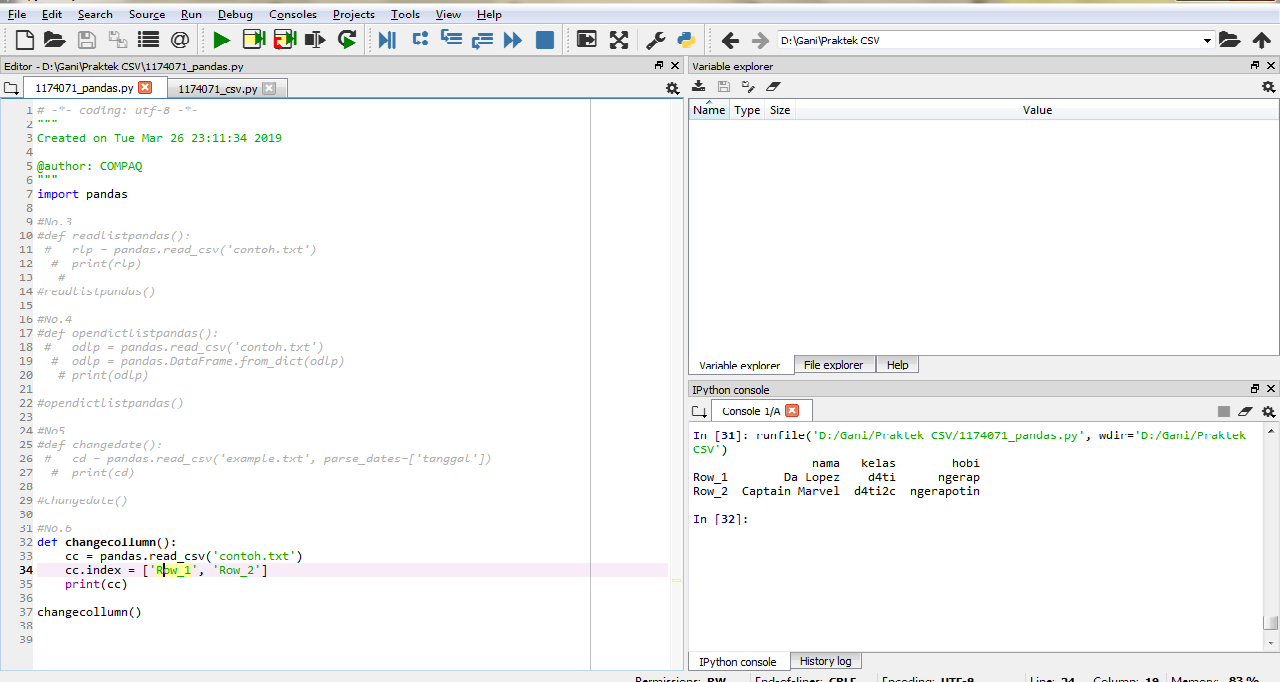 File Edit Search Source Run Debug Consoles Projects Tools View Help
D:\Gani\Praktek CSV
Editor - D:\Gani\Praktek CSV\1174071_pandas.py
1174071_pandas.py 1174071_csv.py
1 # -*- coding: utf-8 -*-
2 """
3 Created on Tue Mar 26 23:11:34 2019
4
5 @author: COMPAQ
6 """
7 import pandas
8
9 #No.3
10 #def readlistpandas():
11 #   rlp = pandas.read_csv('contoh.txt')
12 #  print(rlp)
13 #
14 #readlistpandas()
15
16 #No.4
17 #def opendictlistpandas():
18 #   odlp = pandas.read_csv('contoh.txt')
19 #  odlp = pandas.DataFrame.from_dict(odlp)
20 # print(odlp)
21
22 #opendictlistpandas()
23
24 #No5
25 #def changedate():
26 #   cd = pandas.read_csv('example.txt', parse_dates=['tanggal'])
27 #  print(cd)
28
29 #changedate()
30
31 #No.6
32 def changecollumn():
33     cc = pandas.read_csv('contoh.txt')
34     cc.index = ['Row_1', 'Row_2']
35     print(cc)
36
37 changecollumn()
38
39
Variable explorer
Name Type Size Value
Variable explorer File explorer Help
IPython console
Console 1/A
In [31]: runfile('D:/Gani/Praktek CSV/1174071_pandas.py', wdir='D:/Gani/Praktek
CSV')
nama kelas hobi
Row_1 Da Lopez d4ti ngerap
Row_2 Captain Marvel d4ti2c ngerapotin
In [32]:
IPython console History log
Permissions: RW End-of-lines: CRLF Encoding: UTF-8 Line: 34 Column: 19 Memory: 83 %